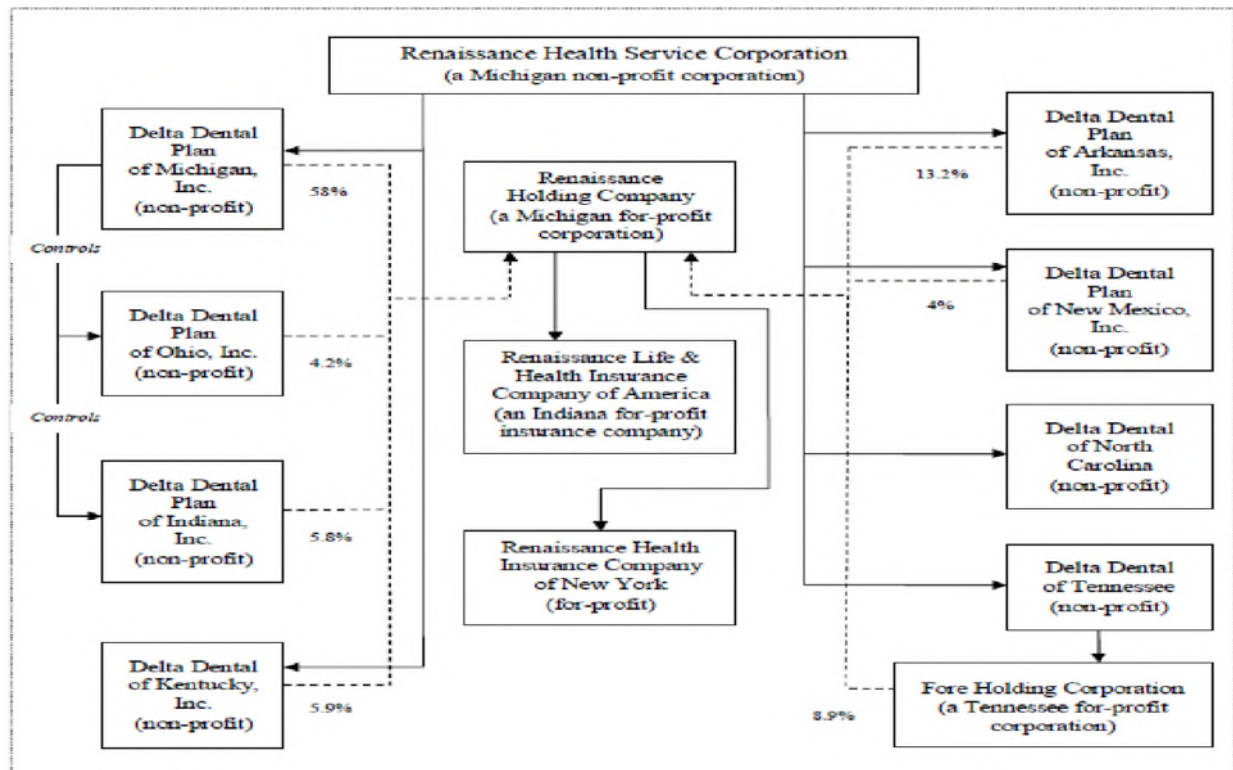 Renaissance Health Service Corporation
(a Michigan non-profit corporation)
Delta Dental
Plan
of Michigan,
Inc.
(non-profit)
58%
Controls
Delta Dental
Plan
of Ohio, Inc.
(non-profit)
4.2%
Controls
Delta Dental
Plan
of Indiana,
Inc.
(non-profit)
5.8%
Delta Dental
of Kentucky,
Inc.
(non-profit)
5.9%
Renaissance
Holding Company
(a Michigan for-profit
corporation)
Renaissance Life &
Health Insurance
Company of America
(an Indiana for-profit
insurance company)
Renaissance Health
Insurance Company
of New York
(for-profit)
Delta Dental
Plan
of Arkansas,
Inc.
(non-profit)
13.2%
Delta Dental
Plan
of New Mexico,
Inc.
(non-profit)
4%
Delta Dental
of North
Carolina
(non-profit)
Delta Dental
of Tennessee
(non-profit)
Fore Holding Corporation
(a Tennessee for-profit
corporation)
8.9%